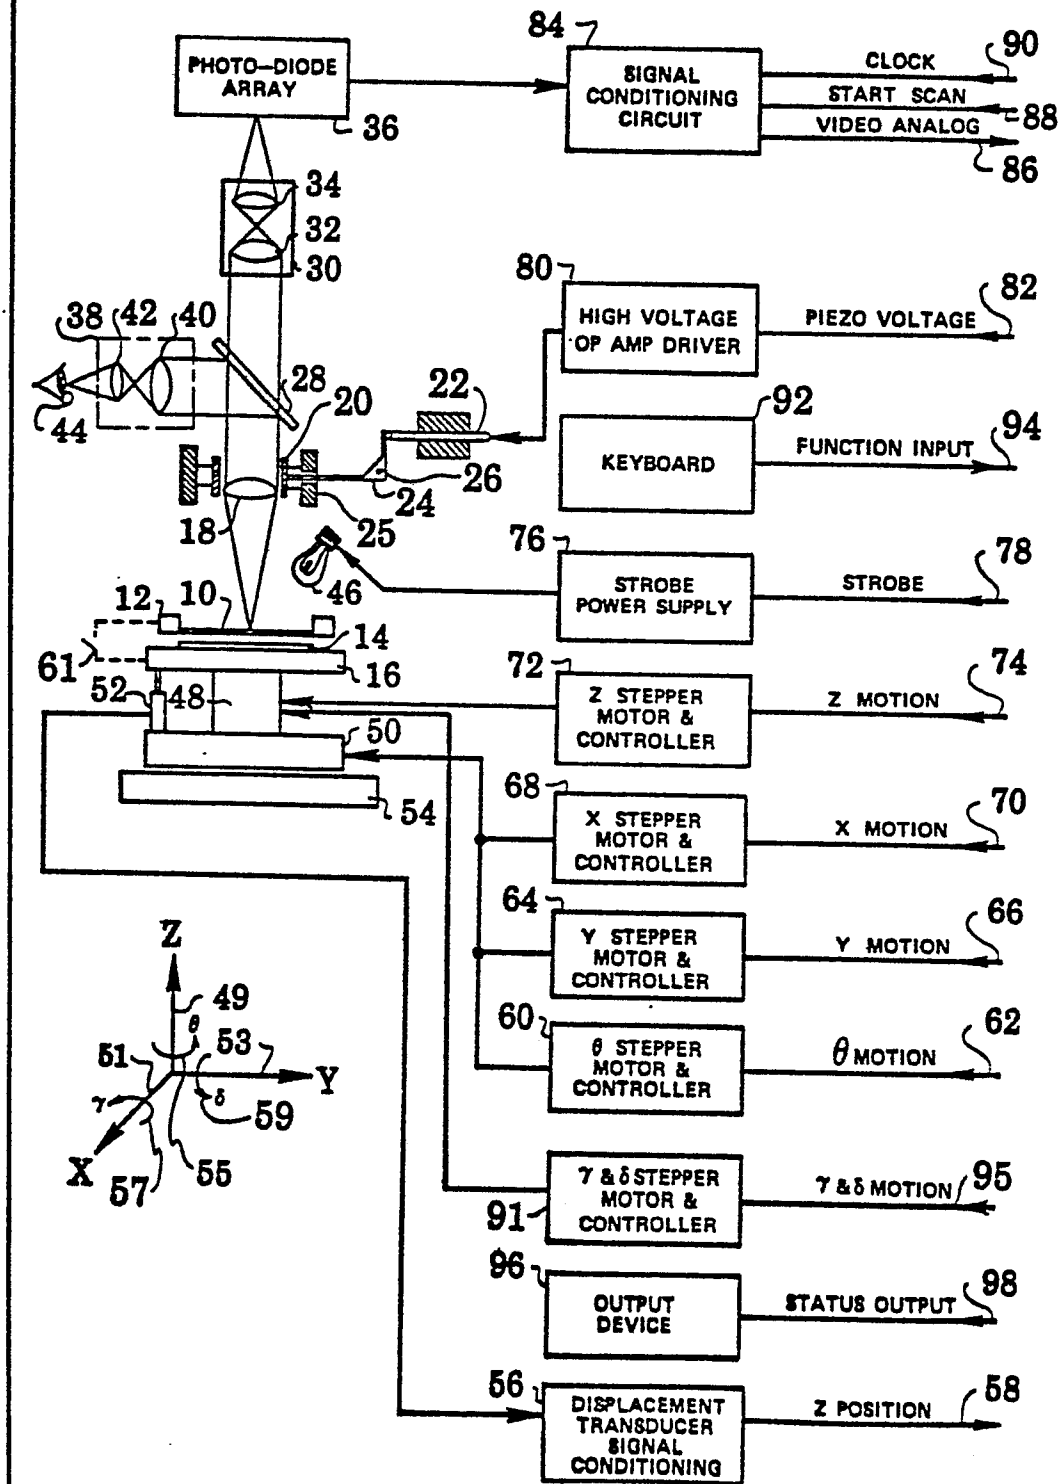 84
PHOTO-DIODE
ARRAY
36
SIGNAL
CONDITIONING
CIRCUIT
CLOCK
90
START SCAN
88
VIDEO ANALOG
86
34
32
30
80
HIGH VOLTAGE
OP AMP DRIVER
PIEZO VOLTAGE
82
38
42
40
44
28
20
22
26
24
25
18
92
KEYBOARD
FUNCTION INPUT
94
46
76
STROBE
POWER SUPPLY
STROBE
78
12
10
14
16
61
52
48
50
54
72
Z STEPPER
MOTOR &
CONTROLLER
Z MOTION
74
68
X STEPPER
MOTOR &
CONTROLLER
X MOTION
70
64
Y STEPPER
MOTOR &
CONTROLLER
Y MOTION
66
60
θ STEPPER
MOTOR &
CONTROLLER
θ MOTION
62
Z
49
θ
51
53
Y
γ
δ
59
X
57
55
91
γ & δ STEPPER
MOTOR &
CONTROLLER
γ & δ MOTION
95
96
OUTPUT
DEVICE
STATUS OUTPUT
98
56
DISPLACEMENT
TRANSDUCER
SIGNAL
CONDITIONING
Z POSITION
58